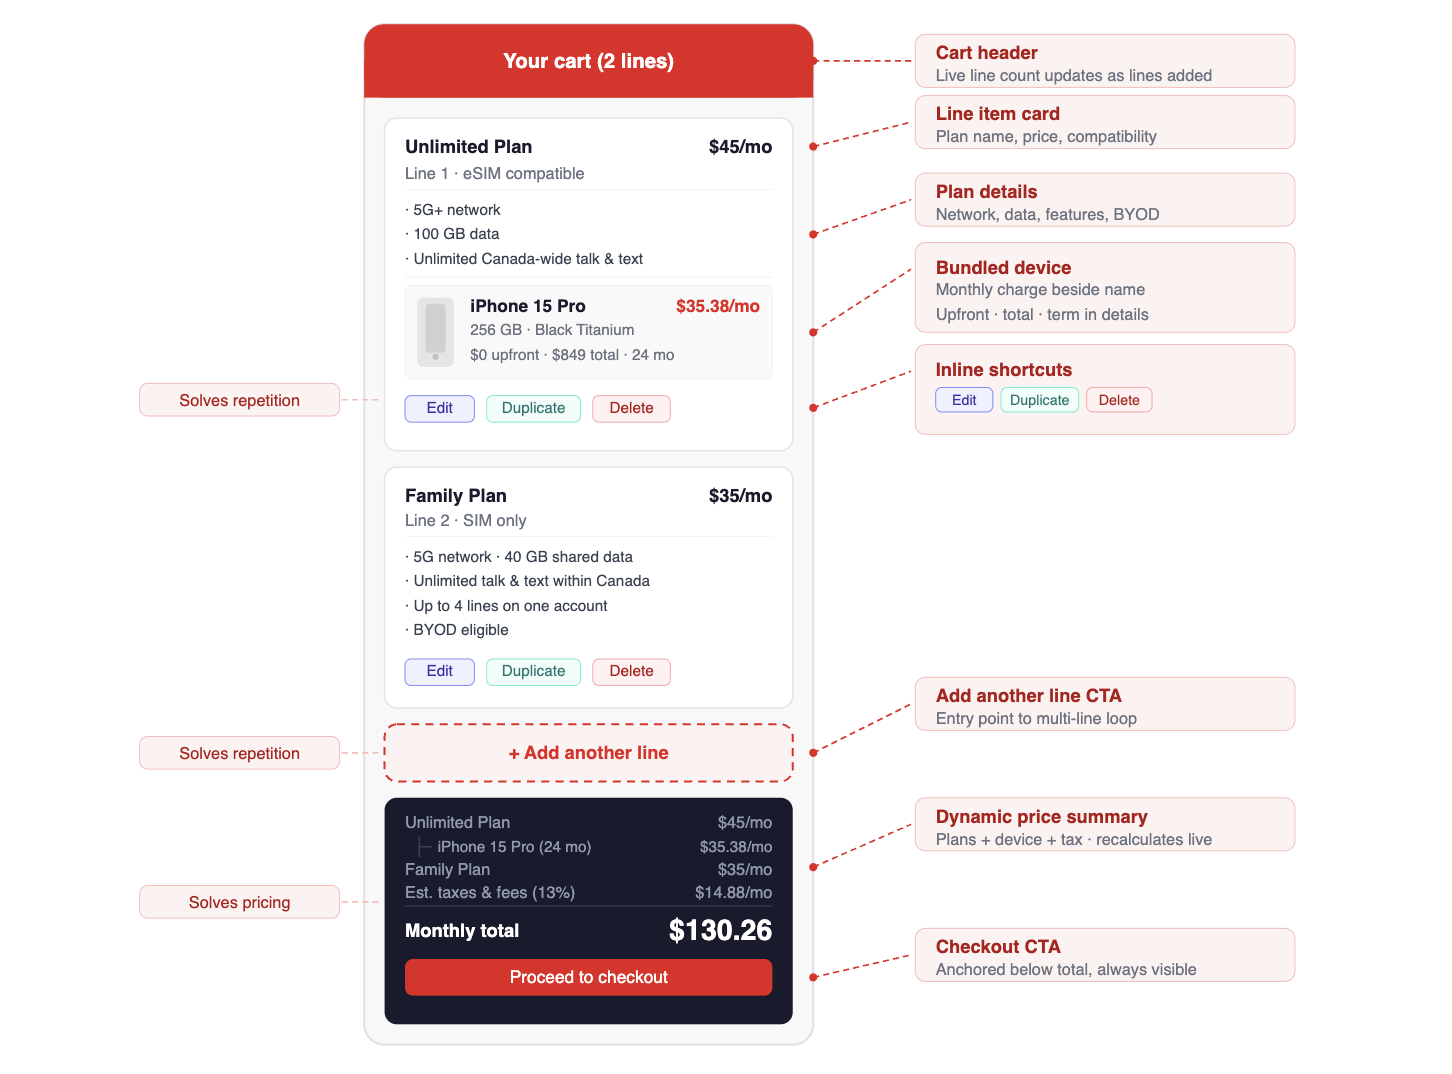 Your cart (2 lines)
Cart header
Live line count updates as lines added
Line item card
Plan name, price, compatibility
Unlimited Plan $45/mo
Line 1 · eSIM compatible
· 5G+ network
· 100 GB data
· Unlimited Canada-wide talk & text
Plan details
Network, data, features, BYOD
iPhone 15 Pro $35.38/mo
256 GB · Black Titanium
$0 upfront · $849 total · 24 mo
Bundled device
Monthly charge beside name
Upfront · total · term in details
Solves repetition
Edit Duplicate Delete
Inline shortcuts
Edit Duplicate Delete
Family Plan $35/mo
Line 2 · SIM only
· 5G network · 40 GB shared data
· Unlimited talk & text within Canada
· Up to 4 lines on one account
· BYOD eligible
Edit Duplicate Delete
Solves repetition
+ Add another line
Add another line CTA
Entry point to multi-line loop
Unlimited Plan $45/mo
iPhone 15 Pro (24 mo) $35.38/mo
Family Plan $35/mo
Est. taxes & fees (13%) $14.88/mo
Solves pricing
Monthly total $130.26
Dynamic price summary
Plans + device + tax · recalculates live
Proceed to checkout
Checkout CTA
Anchored below total, always visible